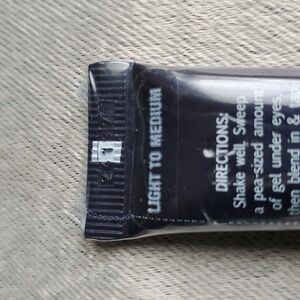 LIGHT TO MEDIUM
DIRECTIONS:
Shake well. Sweep
a pea-sized amount
of gel under eyes,
then blend in &